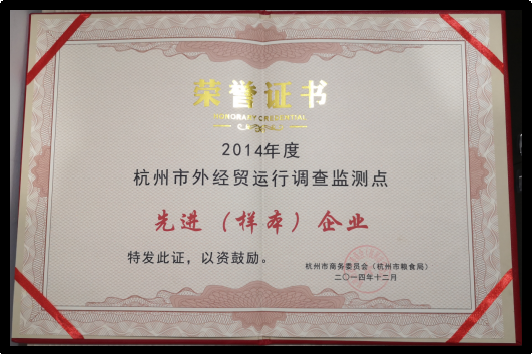 荣誉证书
HONORARY CREDENTIAL
2014年度
杭州市外经贸运行调查监测点
先进（样本）企业
特发此证，以资鼓励。
杭州市商务委员会（杭州市粮食局）
二〇一四年十二月